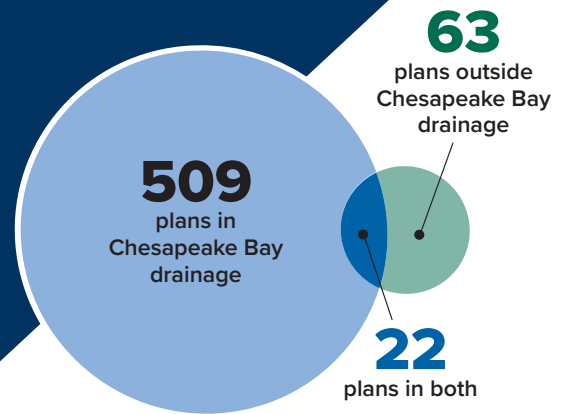 63
plans outside
Chesapeake Bay
drainage
509
plans in
Chesapeake Bay
drainage
22
plans in both